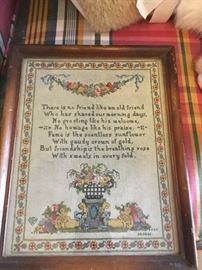 There is no friend like an old friend
Who has shared our morning days,
No greeting like his welcome,
No homage like his praise.
Fame is the scentless sunflower
With gaudy crown of gold,
But friendship is the breathing rose
With sweets in every fold.